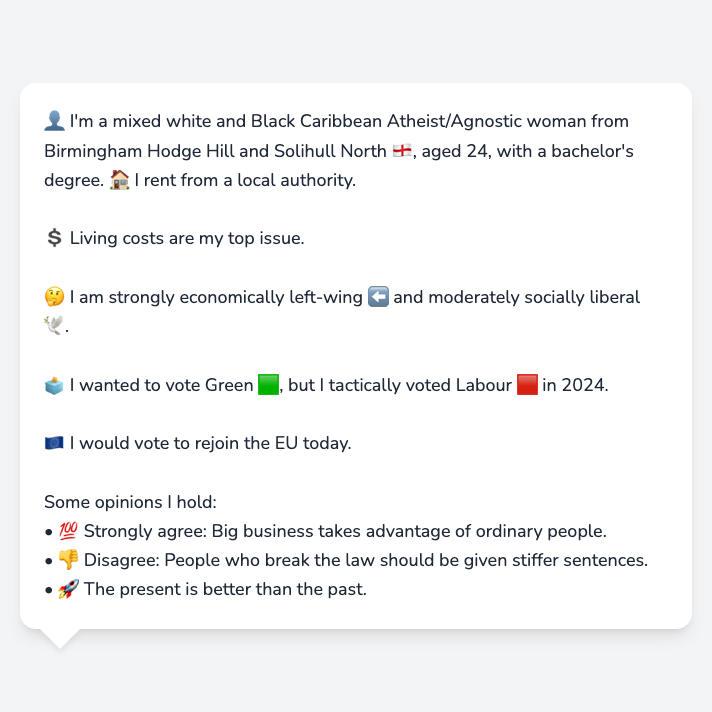 👤 I'm a mixed white and Black Caribbean Atheist/Agnostic woman from
Birmingham Hodge Hill and Solihull North 🏴󠁧󠁢󠁥󠁮󠁧󠁿, aged 24, with a bachelor's
degree. 🏠 I rent from a local authority.
💲 Living costs are my top issue.
🤔 I am strongly economically left-wing ⬅️ and moderately socially liberal
🕊️.
🗳️ I wanted to vote Green 🟩, but I tactically voted Labour 🟥 in 2024.
🇪🇺 I would vote to rejoin the EU today.
Some opinions I hold:
• 💯 Strongly agree: Big business takes advantage of ordinary people.
• 👎 Disagree: People who break the law should be given stiffer sentences.
• 🚀 The present is better than the past.